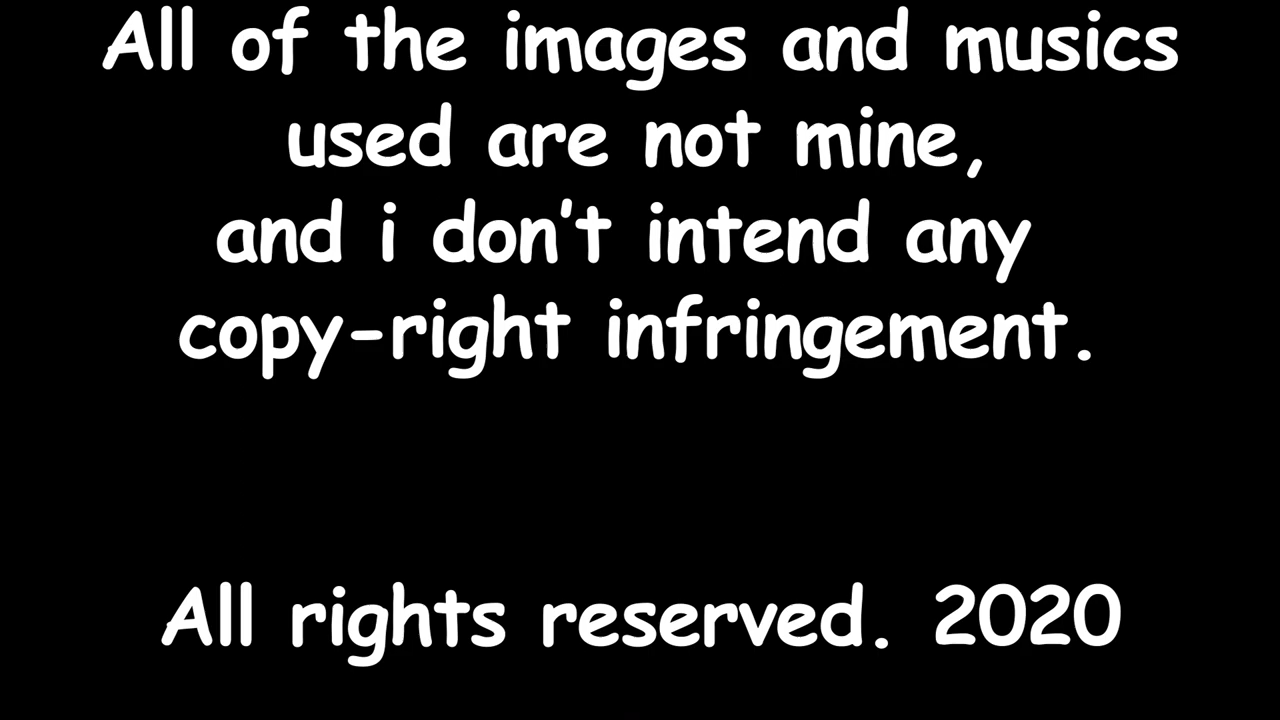 All of the images and musics
used are not mine,
and i don't intend any
copy-right infringement.
All rights reserved. 2020